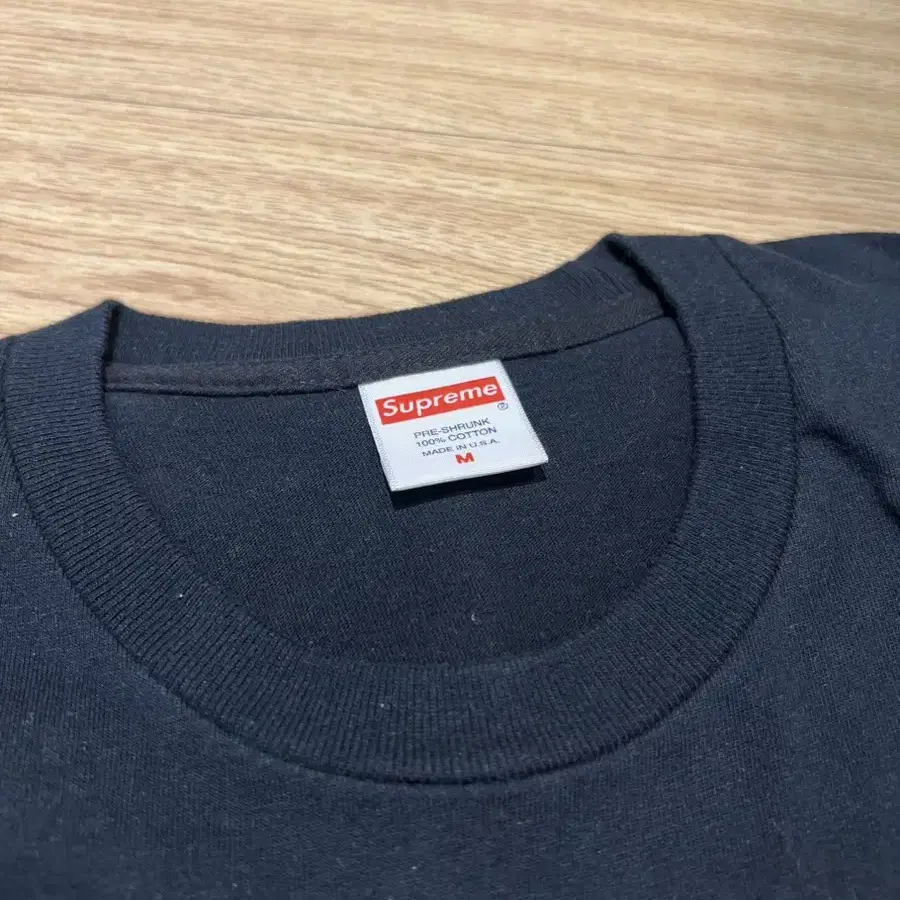 Supreme®
PRE-SHRUNK
100% COTTON
MADE IN U.S.A.
M